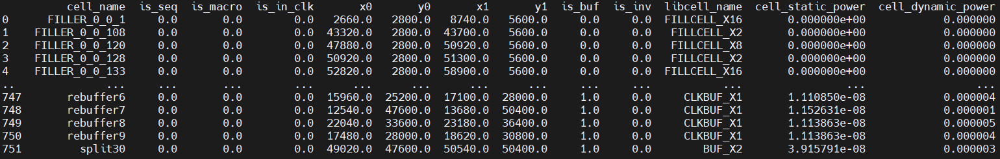 cell_name is_seq is_macro is_in_clk x0 y0 x1 y1 is_buf is_inv libcell_name cell_static_power cell_dynamic_power
0 FILLER_0_0_1 0.0 0.0 0.0 2660.0 2800.0 8740.0 5600.0 0.0 0.0 FILLCELL_X16 0.000000e+00 0.000000
1 FILLER_0_0_108 0.0 0.0 0.0 43320.0 2800.0 43700.0 5600.0 0.0 0.0 FILLCELL_X2 0.000000e+00 0.000000
2 FILLER_0_0_120 0.0 0.0 0.0 47880.0 2800.0 50920.0 5600.0 0.0 0.0 FILLCELL_X8 0.000000e+00 0.000000
3 FILLER_0_0_128 0.0 0.0 0.0 50920.0 2800.0 51300.0 5600.0 0.0 0.0 FILLCELL_X2 0.000000e+00 0.000000
4 FILLER_0_0_133 0.0 0.0 0.0 52820.0 2800.0 58900.0 5600.0 0.0 0.0 FILLCELL_X16 0.000000e+00 0.000000
.. ... ... ... ... ... ... ... ... ... ... ... ... ...
747 rebuffer6 0.0 0.0 0.0 15960.0 25200.0 17100.0 28000.0 1.0 0.0 CLKBUF_X1 1.110850e-08 0.000004
748 rebuffer7 0.0 0.0 0.0 12540.0 47600.0 13680.0 50400.0 1.0 0.0 CLKBUF_X1 1.152631e-08 0.000001
749 rebuffer8 0.0 0.0 0.0 22040.0 33600.0 23180.0 36400.0 1.0 0.0 CLKBUF_X1 1.113863e-08 0.000005
750 rebuffer9 0.0 0.0 0.0 17480.0 28000.0 18620.0 30800.0 1.0 0.0 CLKBUF_X1 1.113863e-08 0.000004
751 split30 0.0 0.0 0.0 49020.0 47600.0 50540.0 50400.0 1.0 0.0 BUF_X2 3.915791e-08 0.000003